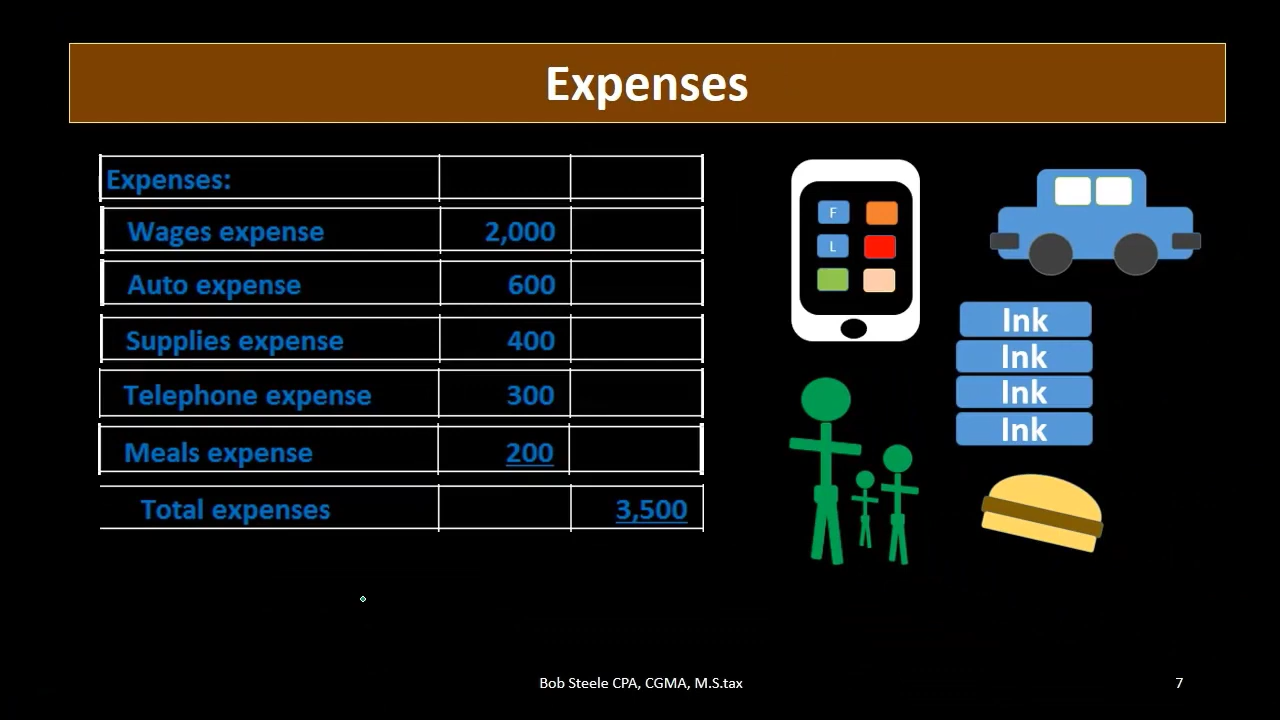 Expenses
Expenses:
Wages expense 2,000
Auto expense 600
Supplies expense 400
Telephone expense 300
Meals expense 200
Total expenses 3,500
F
L
Ink
Ink
Ink
Ink
Bob Steele CPA, CGMA, M.S.tax 7